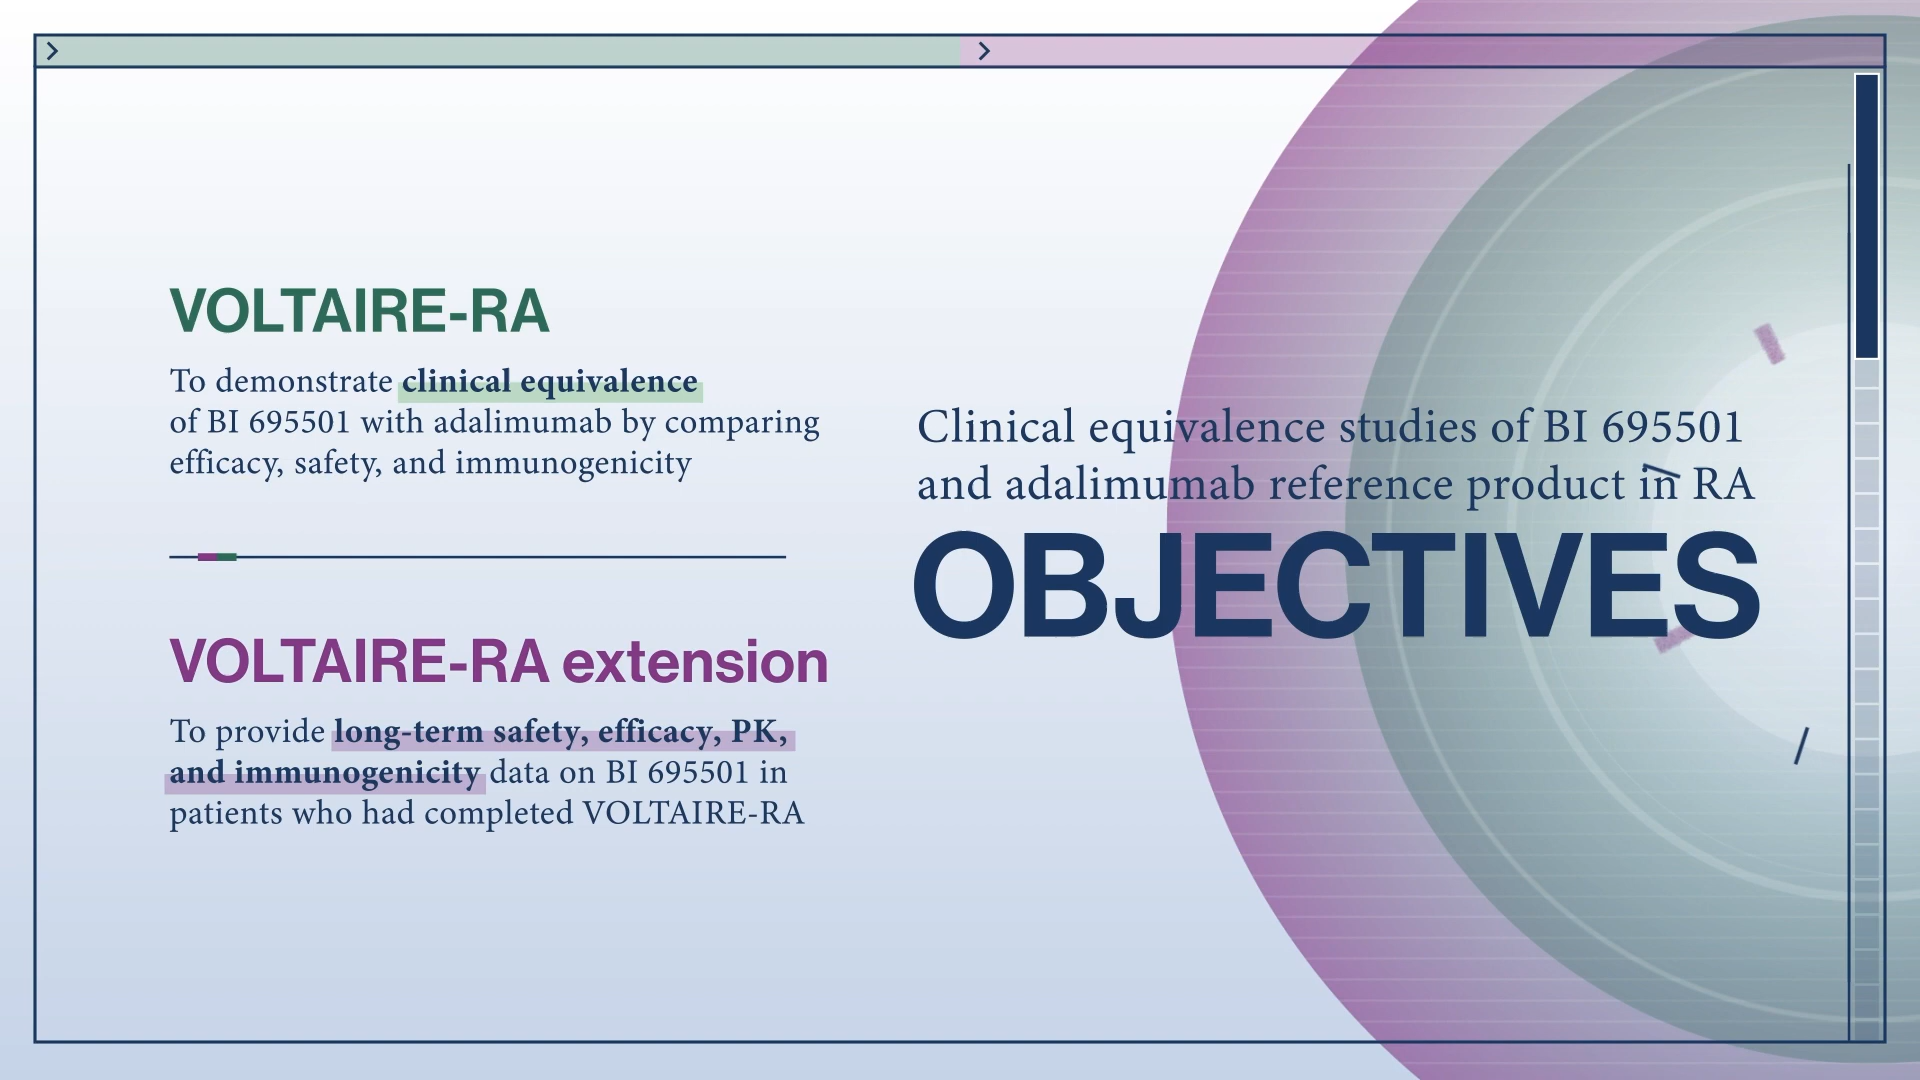 VOLTAIRE-RA
To demonstrate clinical equivalence
of BI 695501 with adalimumab by comparing
efficacy, safety, and immunogenicity
VOLTAIRE-RA extension
To provide long-term safety, efficacy, PK,
and immunogenicity data on BI 695501 in
patients who had completed VOLTAIRE-RA
Clinical equivalence studies of BI 695501
and adalimumab reference product in RA
OBJECTIVES